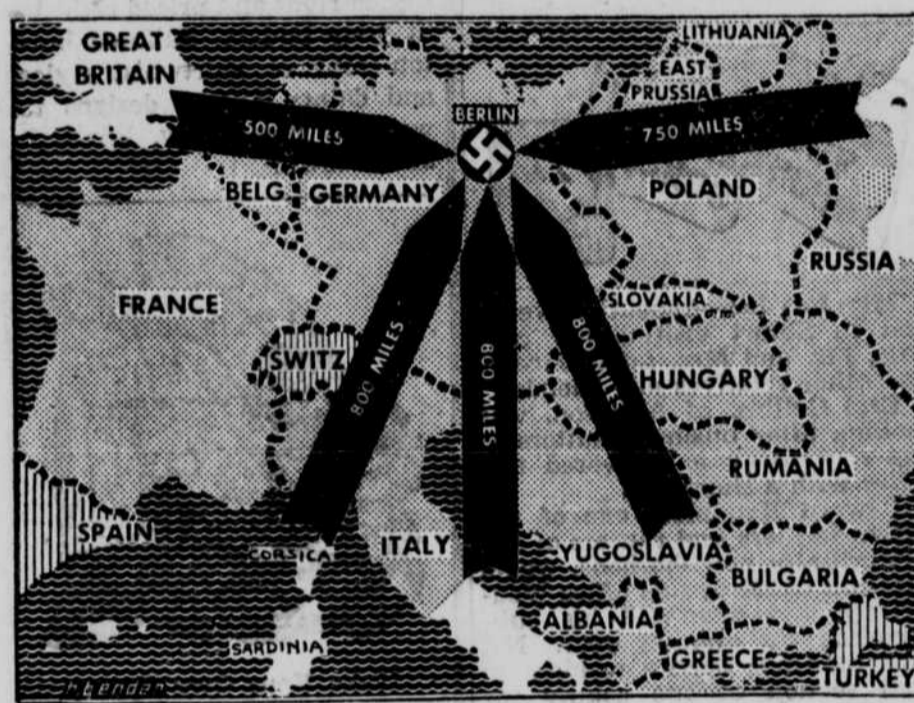 GREAT
BRITAIN
LITHUANIA
EAST
PRUSSIA
BERLIN
500 MILES
750 MILES
BELG
GERMANY
POLAND
RUSSIA
FRANCE
SLOVAKIA
SWITZ
800 MILES
800 MILES
800 MILES
HUNGARY
RUMANIA
SPAIN
CORSICA
ITALY
YUGOSLAVIA
BULGARIA
ALBANIA
SARDINIA
GREECE
TURKEY